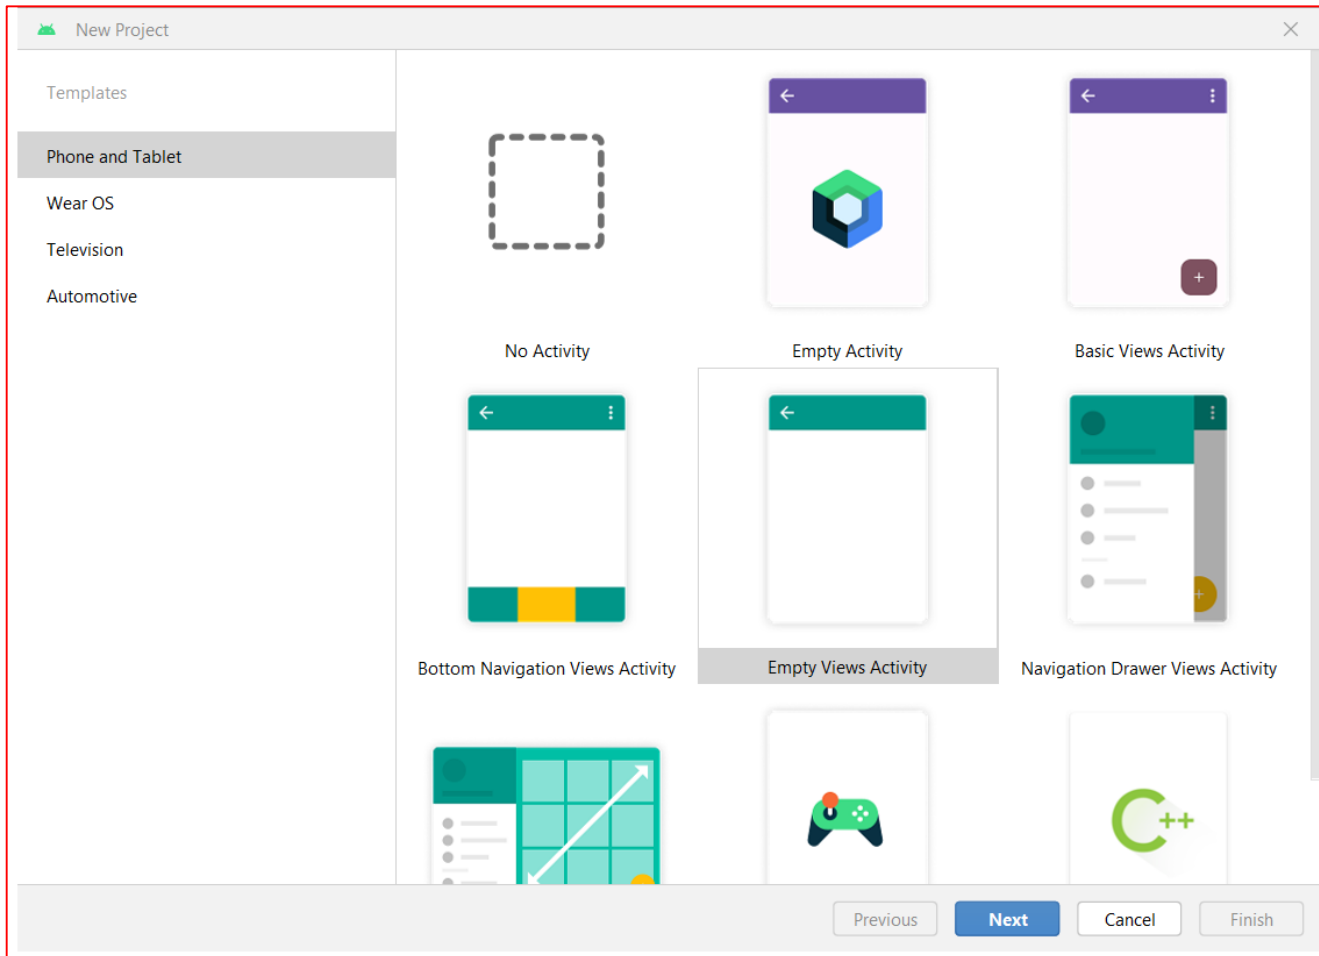 New Project
Templates
Phone and Tablet
Wear OS
Television
Automotive
No Activity
Empty Activity
Basic Views Activity
Bottom Navigation Views Activity
Empty Views Activity
Navigation Drawer Views Activity
C++
Previous
Next
Cancel
Finish